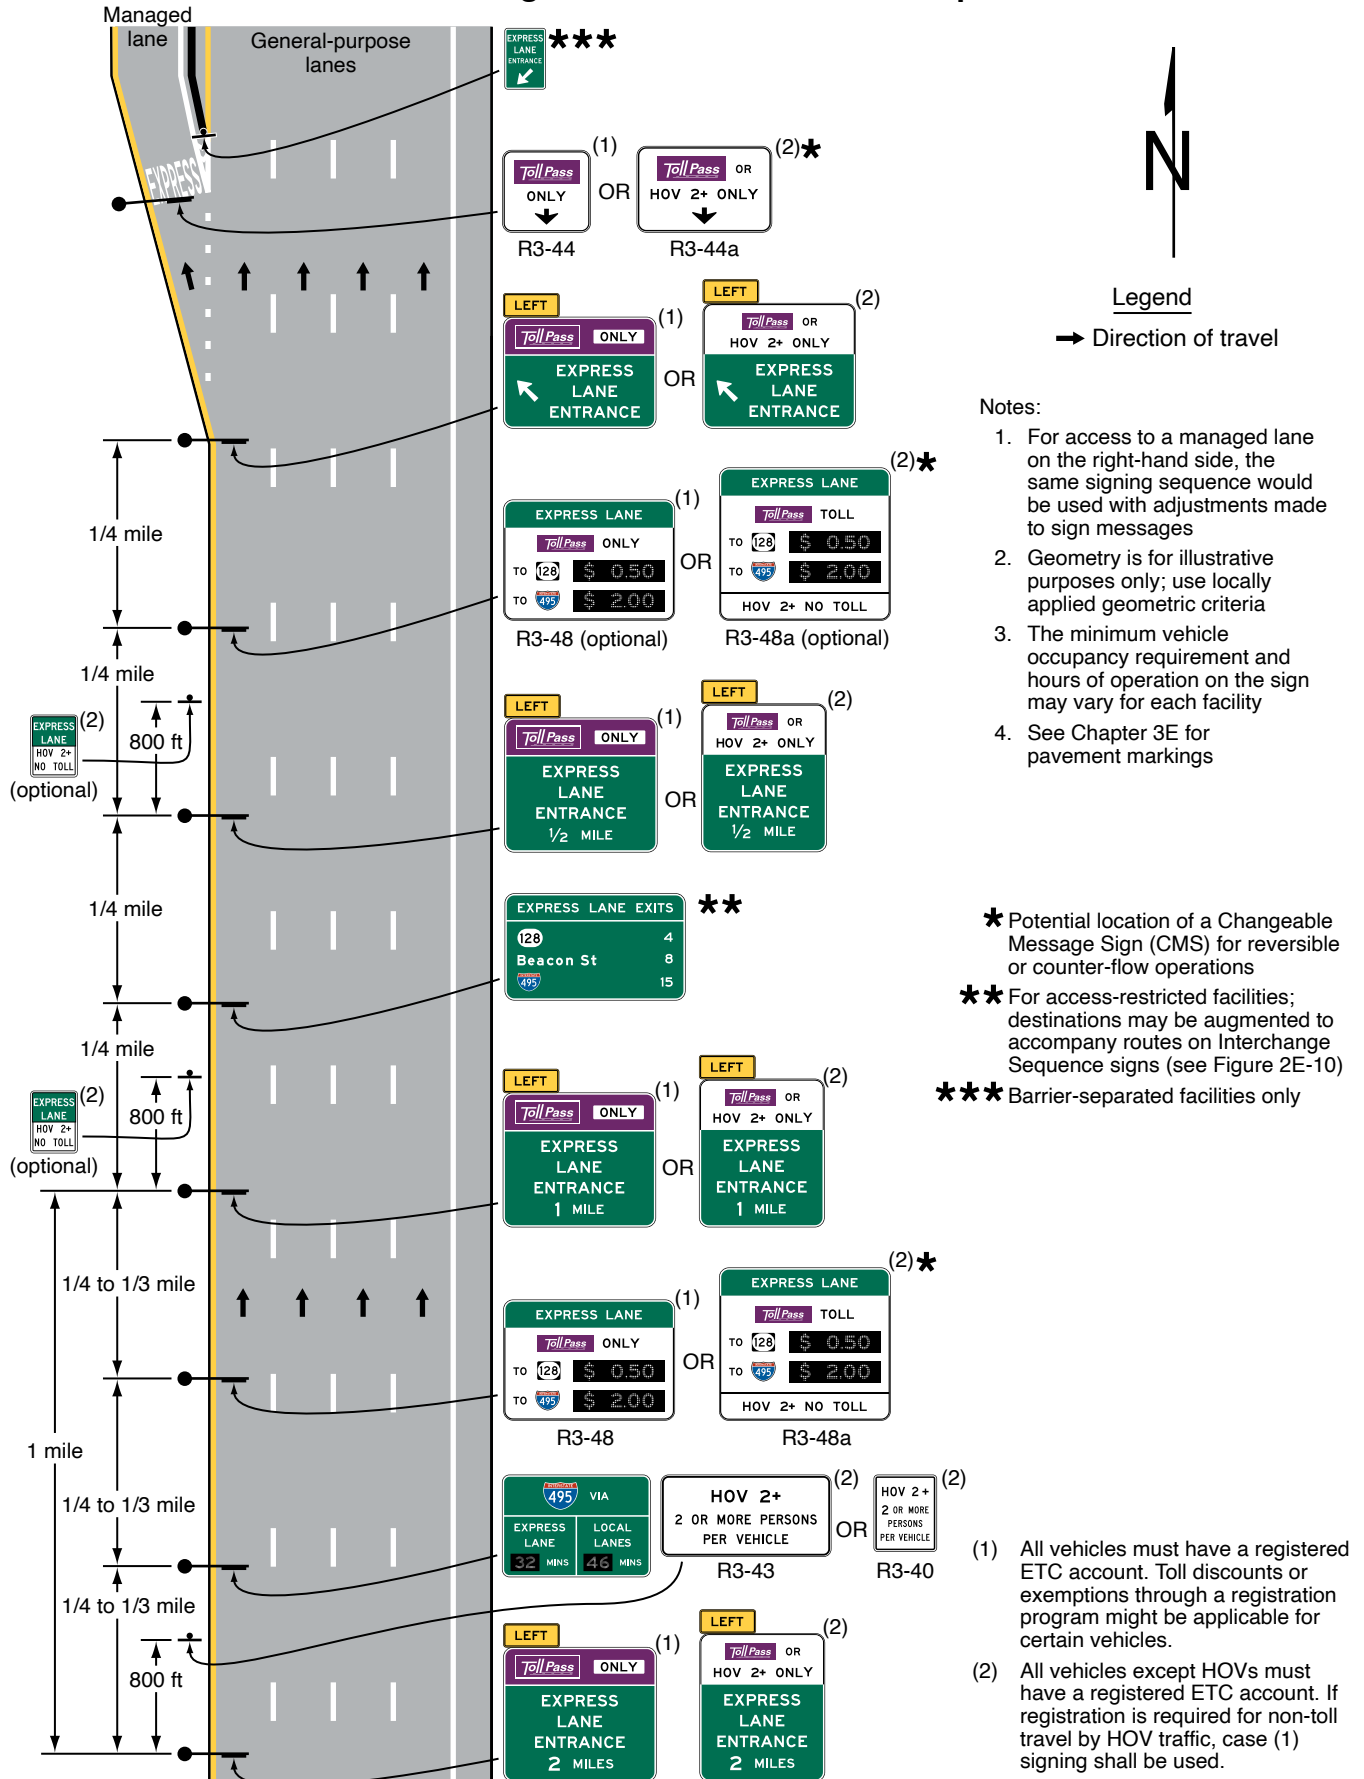 Managed
lane
General-purpose
lanes
EXPRESS
LANE
ENTRANCE
***
EXPRESS
Toll Pass
ONLY
(1)
R3-44
OR
Toll Pass OR
HOV 2+ ONLY
(2)*
R3-44a
N
Legend
Direction of travel
LEFT
Toll Pass ONLY
EXPRESS
LANE
ENTRANCE
(1)
OR
LEFT
Toll Pass OR
HOV 2+ ONLY
EXPRESS
LANE
ENTRANCE
(2)
Notes:
1. For access to a managed lane
on the right-hand side, the
same signing sequence would
be used with adjustments made
to sign messages
2. Geometry is for illustrative
purposes only; use locally
applied geometric criteria
3. The minimum vehicle
occupancy requirement and
hours of operation on the sign
may vary for each facility
4. See Chapter 3E for
pavement markings
1/4 mile
EXPRESS LANE
Toll Pass ONLY
TO 128 $ 0.50
TO 495 $ 2.00
(1)
R3-48 (optional)
OR
EXPRESS LANE
Toll Pass TOLL
TO 128 $ 0.50
TO 495 $ 2.00
HOV 2+ NO TOLL
(2)*
R3-48a (optional)
1/4 mile
800 ft
EXPRESS
LANE
HOV 2+
NO TOLL
(2)
(optional)
LEFT
Toll Pass ONLY
EXPRESS
LANE
ENTRANCE
1/2 MILE
(1)
OR
LEFT
Toll Pass OR
HOV 2+ ONLY
EXPRESS
LANE
ENTRANCE
1/2 MILE
(2)
1/4 mile
EXPRESS LANE EXITS
128 4
Beacon St 8
495 15
**
* Potential location of a Changeable
Message Sign (CMS) for reversible
or counter-flow operations
** For access-restricted facilities;
destinations may be augmented to
accompany routes on Interchange
Sequence signs (see Figure 2E-10)
*** Barrier-separated facilities only
1/4 mile
800 ft
EXPRESS
LANE
HOV 2+
NO TOLL
(2)
(optional)
LEFT
Toll Pass ONLY
EXPRESS
LANE
ENTRANCE
1 MILE
(1)
OR
LEFT
Toll Pass OR
HOV 2+ ONLY
EXPRESS
LANE
ENTRANCE
1 MILE
(2)
1/4 to 1/3 mile
EXPRESS LANE
Toll Pass ONLY
TO 128 $ 0.50
TO 495 $ 2.00
(1)
R3-48
OR
EXPRESS LANE
Toll Pass TOLL
TO 128 $ 0.50
TO 495 $ 2.00
HOV 2+ NO TOLL
(2)*
R3-48a
1 mile
1/4 to 1/3 mile
INTERSTATE
495 VIA
EXPRESS
LANE
32 MINS
LOCAL
LANES
46 MINS
HOV 2+
2 OR MORE PERSONS
PER VEHICLE
(2)
R3-43
OR
HOV 2+
2 OR MORE
PERSONS
PER VEHICLE
(2)
R3-40
1/4 to 1/3 mile
800 ft
LEFT
Toll Pass ONLY
EXPRESS
LANE
ENTRANCE
2 MILES
(1)
LEFT
Toll Pass OR
HOV 2+ ONLY
EXPRESS
LANE
ENTRANCE
2 MILES
(2)
(1) All vehicles must have a registered
ETC account. Toll discounts or
exemptions through a registration
program might be applicable for
certain vehicles.
(2) All vehicles except HOVs must
have a registered ETC account. If
registration is required for non-toll
travel by HOV traffic, case (1)
signing shall be used.